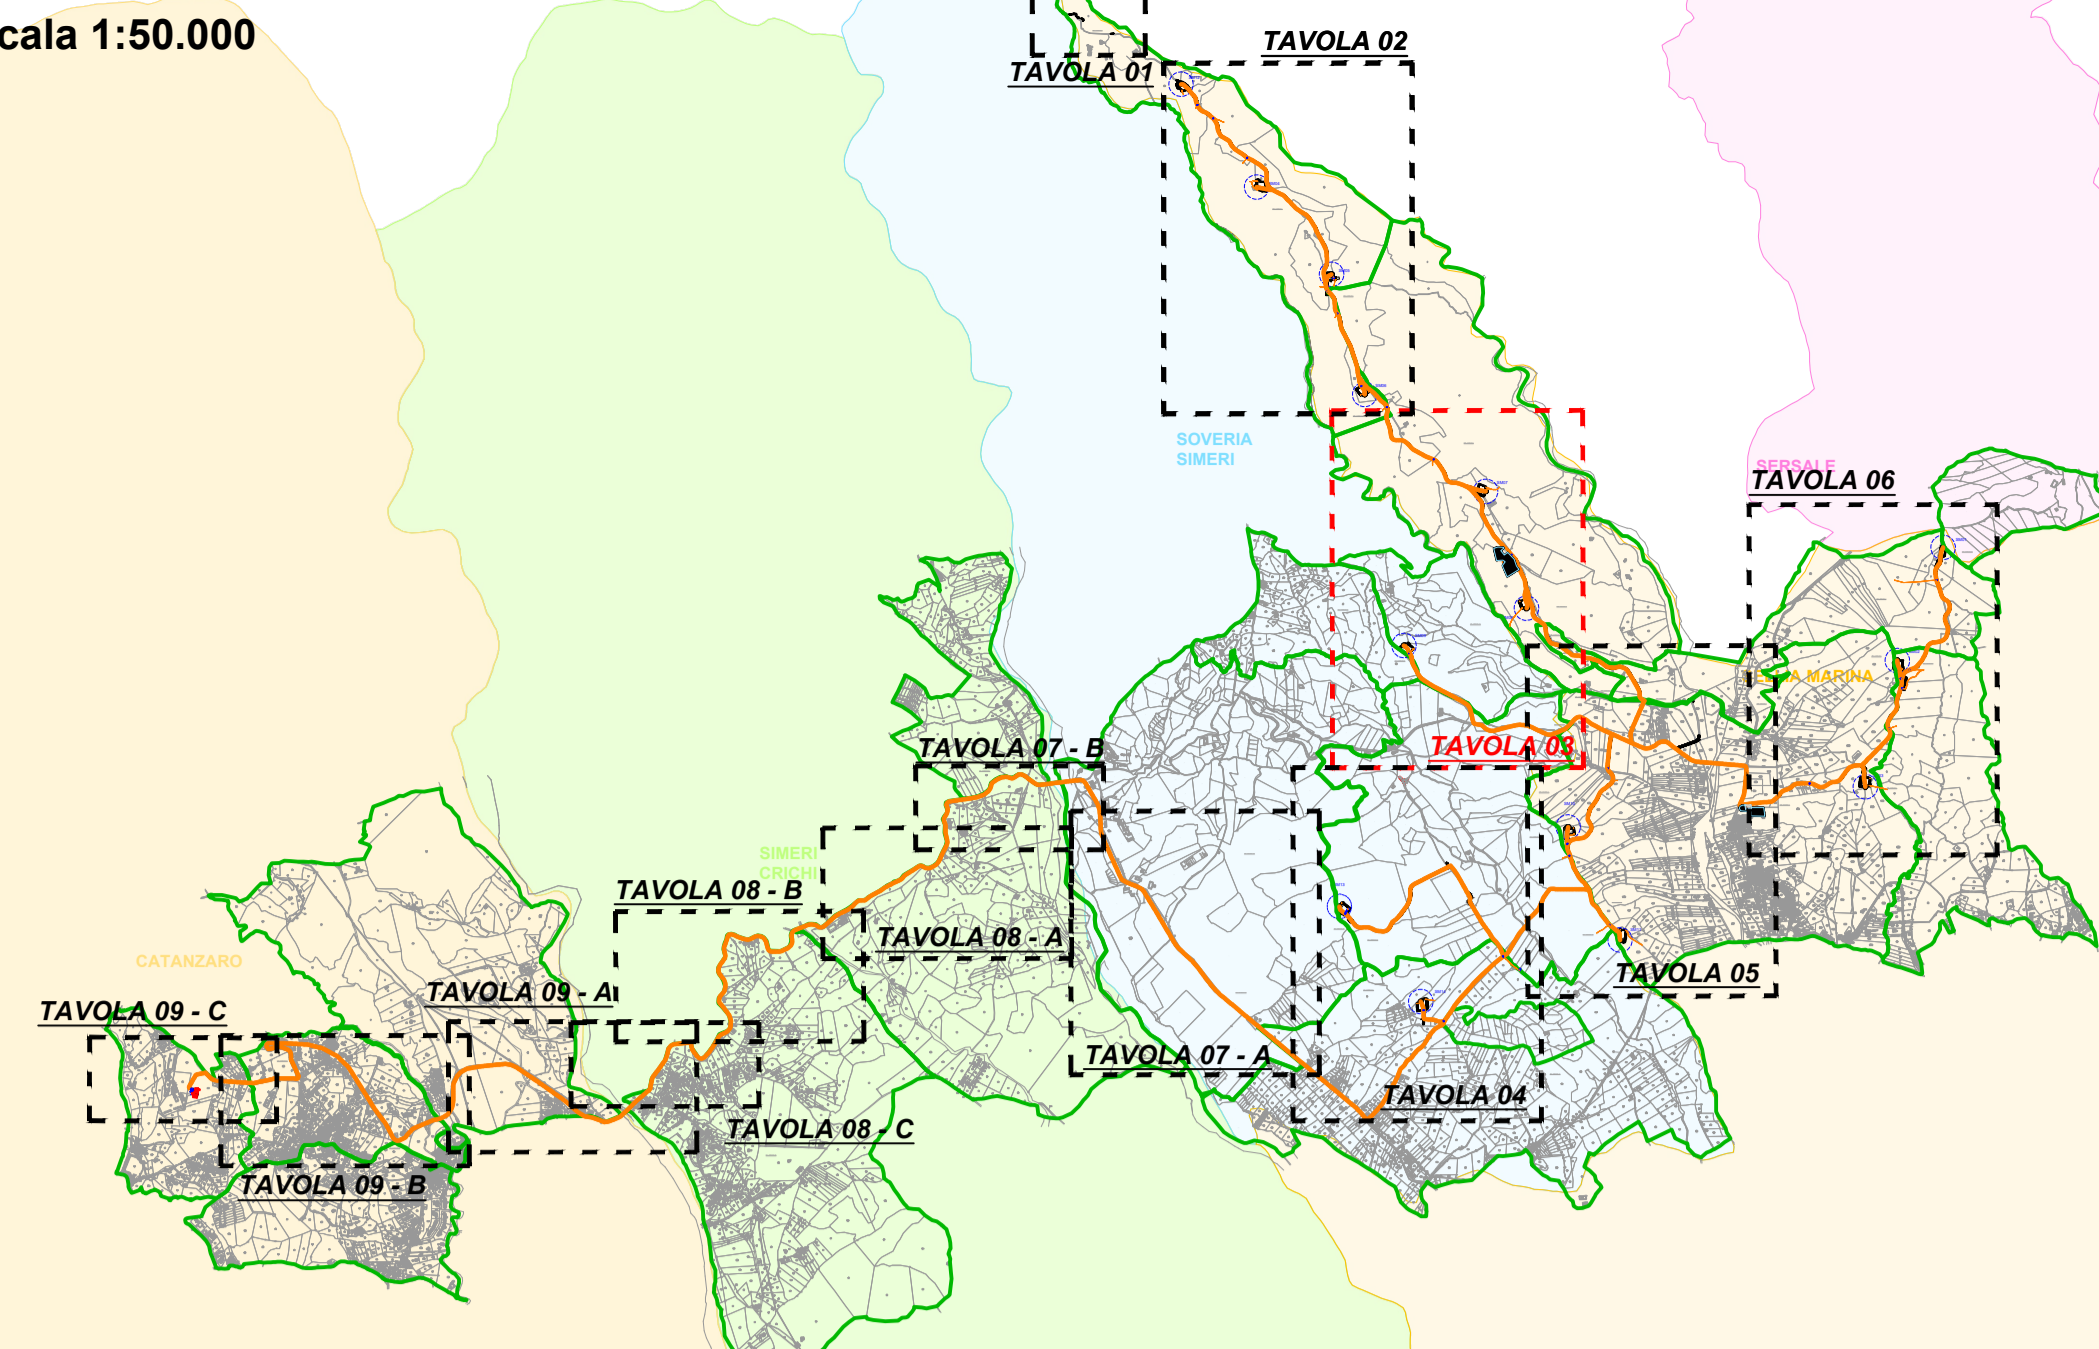 cala 1:50.000
TAVOLA 02
TAVOLA 01
SOVERIA
SIMERI
SERSALE
TAVOLA 06
MARINA
TAVOLA 07 - B
TAVOLA 03
SIMERI
CRICHI
TAVOLA 08 - B
TAVOLA 08 - A
CATANZARO
TAVOLA 09 - A
TAVOLA 05
TAVOLA 09 - C
TAVOLA 07 - A
TAVOLA 04
TAVOLA 08 - C
TAVOLA 09 - B